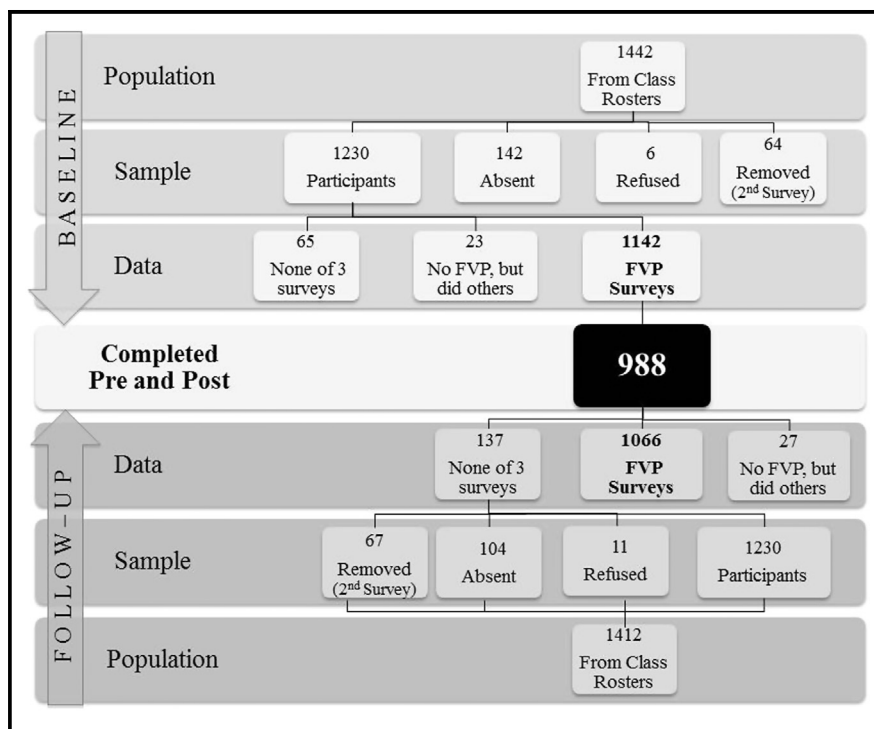 BASELINE
Population
1442
From Class
Rosters
Sample
1230
Participants
142
Absent
6
Refused
64
Removed
(2nd Survey)
Data
65
None of 3
surveys
23
No FVP, but
did others
1142
FVP
Surveys
Completed
Pre and Post
988
FOLLOW-UP
Data
137
None of 3
surveys
1066
FVP
Surveys
27
No FVP, but
did others
Sample
67
Removed
(2nd Survey)
104
Absent
11
Refused
1230
Participants
Population
1412
From Class
Rosters